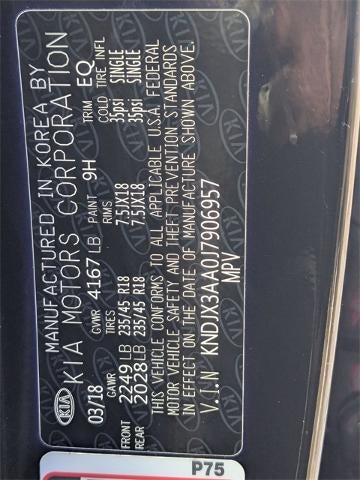 MANUFACTURED IN KOREA BY
KIA MOTORS CORPORATION
KIA
03/18 GVWR 4167 LB PAINT 9H TRIM EQ
GAWR TIRES RIMS COLD TIRE INFL
FRONT 2249 LB 235/45 R18 7.5JX18 35psi SINGLE
REAR 2028 LB 235/45 R18 7.5JX18 35psi SINGLE
THIS VEHICLE CONFORMS TO ALL APPLICABLE U.S.A. FEDERAL
MOTOR VEHICLE SAFETY AND THEFT PREVENTION STANDARDS
IN EFFECT ON THE DATE OF MANUFACTURE SHOWN ABOVE.
V.I.N KNDJX3AA0J7906957
MPV
P75